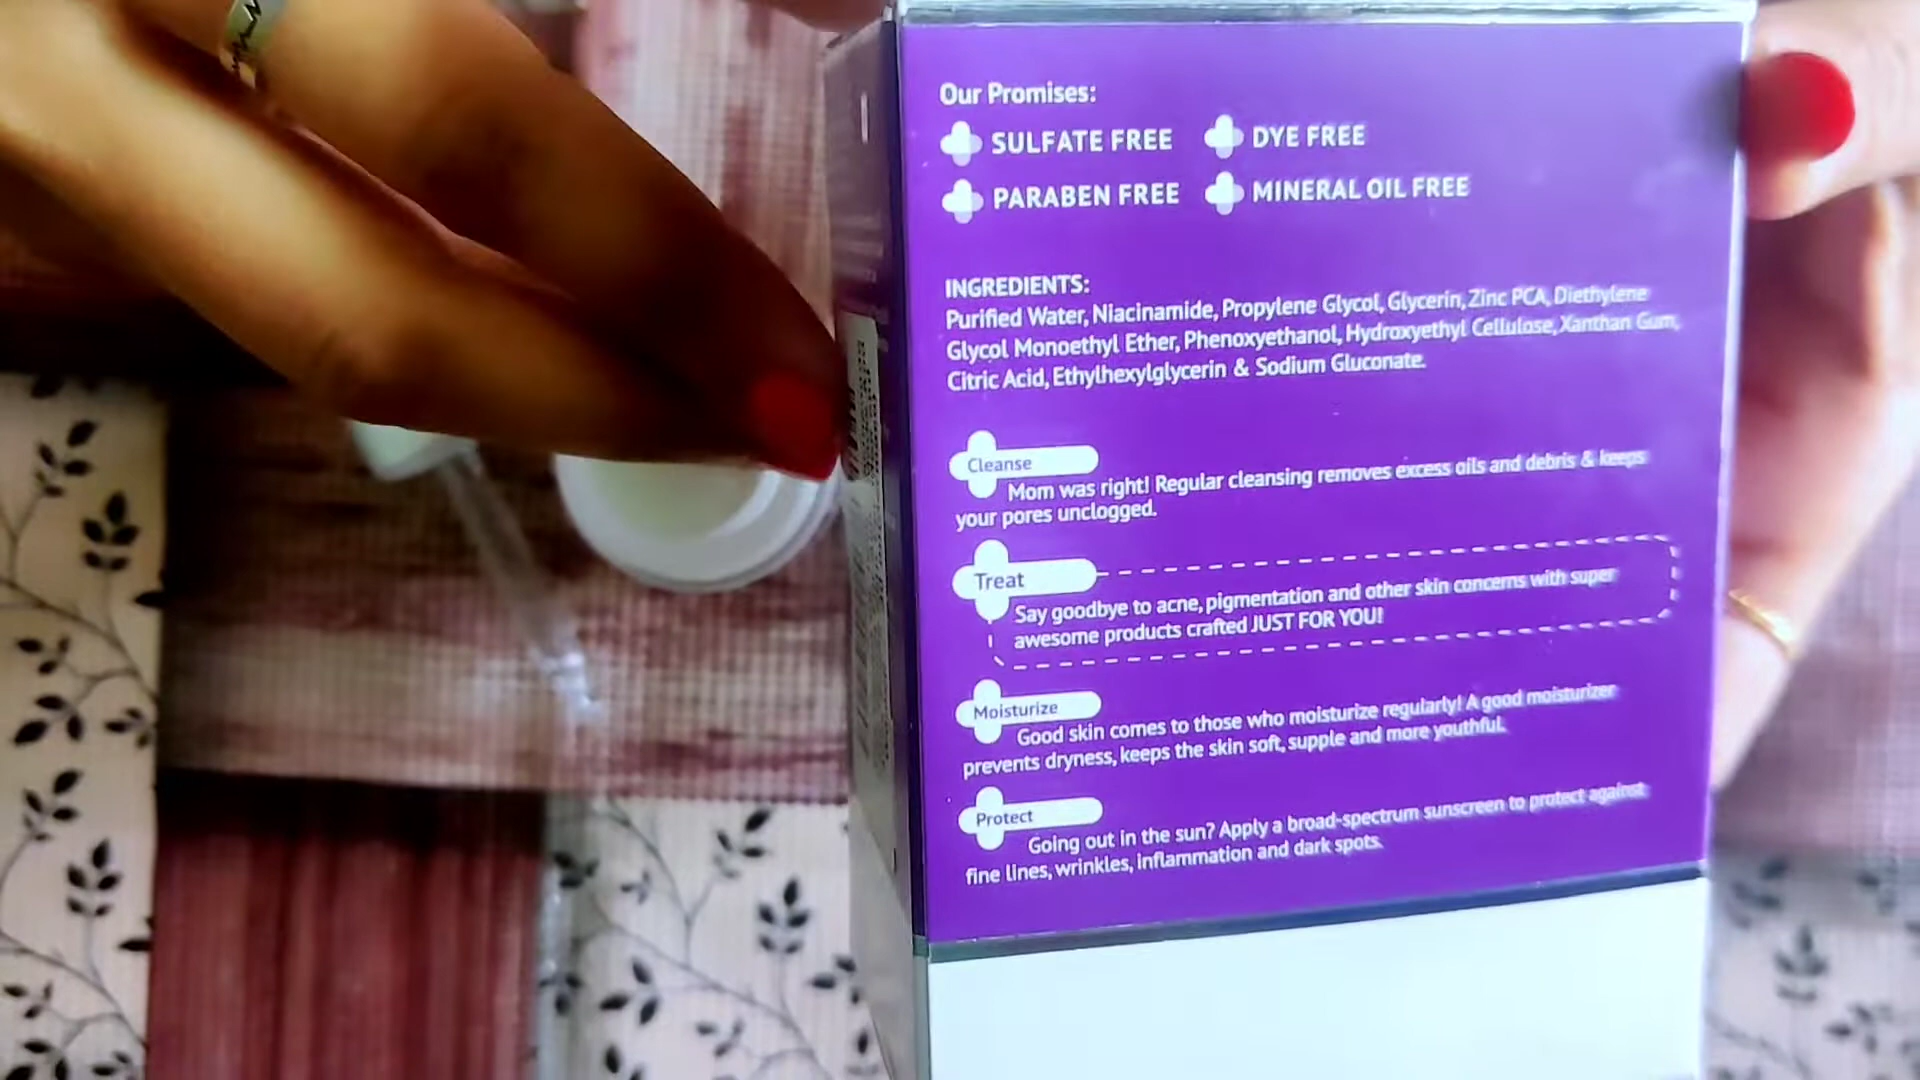 Our Promises:
SULFATE FREE DYE FREE
PARABEN FREE MINERAL OIL FREE
INGREDIENTS:
Purified Water, Niacinamide, Propylene Glycol, Glycerin, Zinc PCA, Diethylene
Glycol Monoethyl Ether, Phenoxyethanol, Hydroxyethyl Cellulose, Xanthan Gum,
Citric Acid, Ethylhexylglycerin & Sodium Gluconate.
Cleanse
Mom was right! Regular cleansing removes excess oils and debris & keeps
your pores unclogged.
Treat
Say goodbye to acne, pigmentation and other skin concerns with super
awesome products crafted JUST FOR YOU!
Moisturize
Good skin comes to those who moisturize regularly! A good moisturizer
prevents dryness, keeps the skin soft, supple and more youthful.
Protect
Going out in the sun? Apply a broad-spectrum sunscreen to protect against
fine lines, wrinkles, inflammation and dark spots.